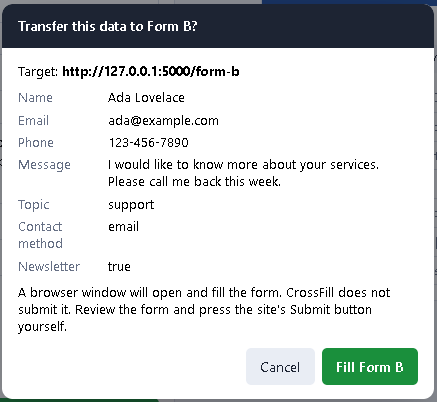 Transfer this data to Form B?
Target: http://127.0.0.1:5000/form-b
Name Ada Lovelace
Email ada@example.com
Phone 123-456-7890
Message I would like to know more about your services.
Please call me back this week.
Topic support
Contact email
method
Newsletter true
A browser window will open and fill the form. CrossFill does not
submit it. Review the form and press the site's Submit button
yourself.
Cancel Fill Form B